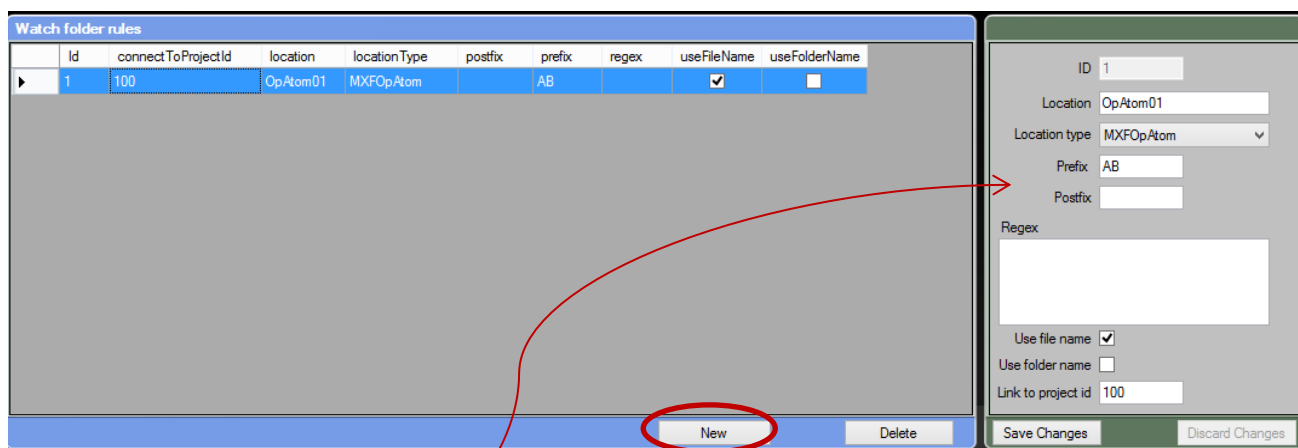 Watch folder rules
Id connectToProjectId location locationType postfix prefix regex useFileName useFolderName
1 100 OpAtom01 MXFOpAtom AB
New Delete
ID 1
Location OpAtom01
Location type MXFOpAtom
Prefix AB
Postfix
Regex
Use file name
Use folder name
Link to project id 100
Save Changes Discard Changes